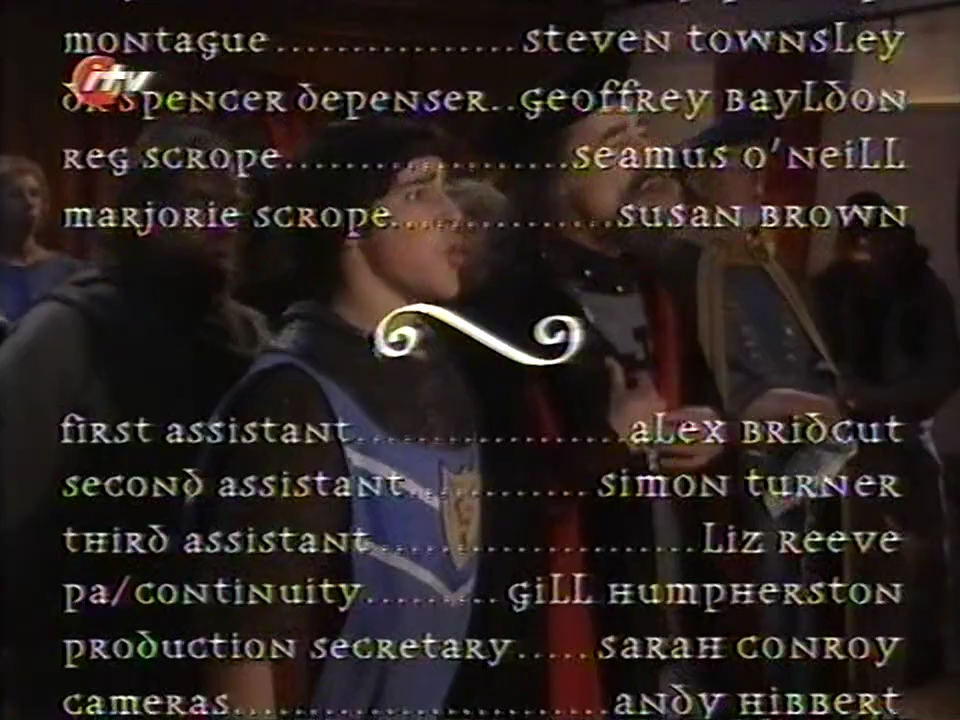 montague...............steven townsley
itv
dr spencer depenser..geoffrey bayldon
reg scrope...................seamus o'neill
marjorie scrope...............susan brown
first assistant..................alex bridcut
second assistant............simon turner
third assistant......................liz reeve
pa/continuity.........gill humpherston
production secretary.....sarah conroy
cameras.........................andy hibbert